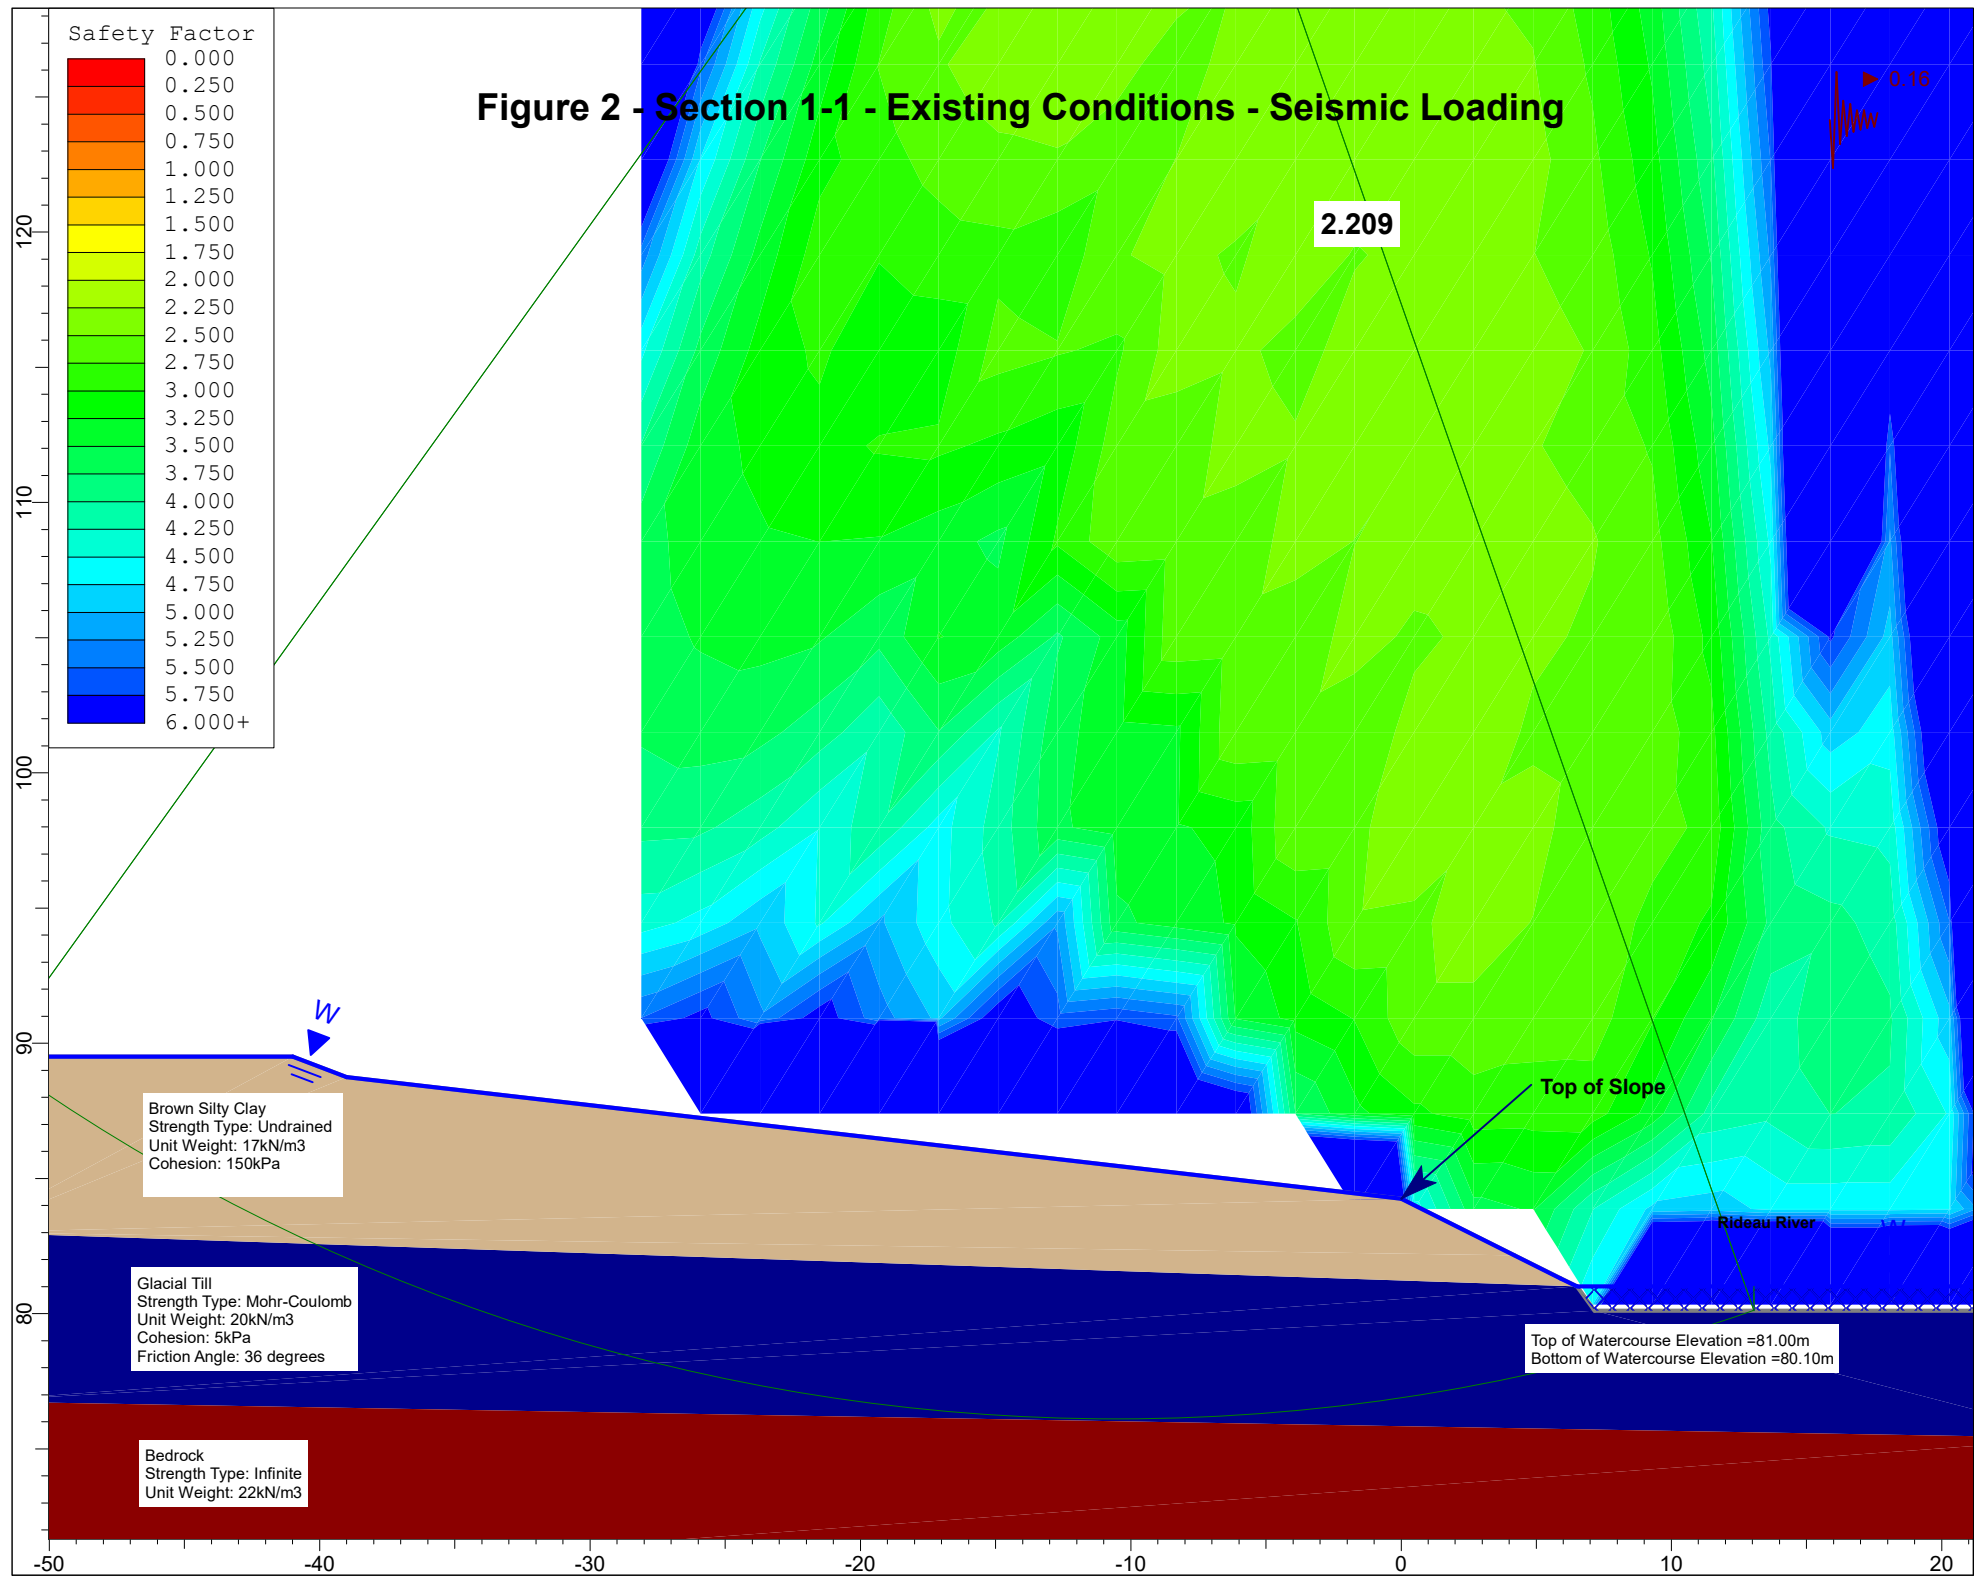 Safety Factor
0.000
0.250
0.500
0.750
1.000
1.250
1.500
1.750
2.000
2.250
2.500
2.750
3.000
3.250
3.500
3.750
4.000
4.250
4.500
4.750
5.000
5.250
5.500
5.750
6.000+
Figure 2 - Section 1-1 - Existing Conditions - Seismic Loading
0.16
2.209
W
Top of Slope
Brown Silty Clay
Strength Type: Undrained
Unit Weight: 17kN/m3
Cohesion: 150kPa
Rideau River
W
Glacial Till
Strength Type: Mohr-Coulomb
Unit Weight: 20kN/m3
Cohesion: 5kPa
Friction Angle: 36 degrees
Top of Watercourse Elevation =81.00m
Bottom of Watercourse Elevation =80.10m
Bedrock
Strength Type: Infinite
Unit Weight: 22kN/m3
120
110
100
90
80
-50 -40 -30 -20 -10 0 10 20